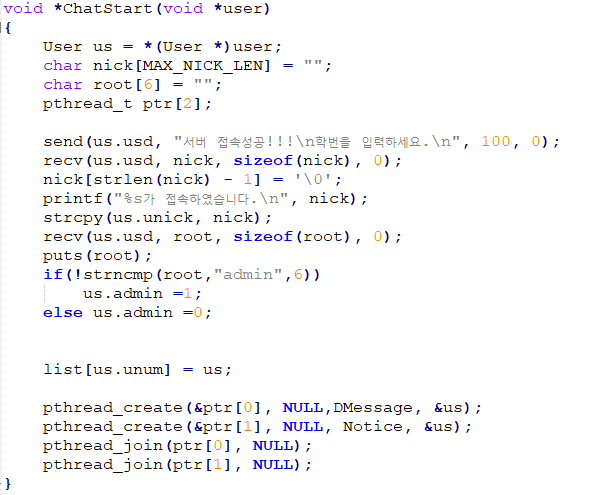 void *ChatStart(void *user)
{
    User us = *(User *)user;
    char nick[MAX_NICK_LEN] = "";
    char root[6] = "";
    pthread_t ptr[2];

    send(us.usd, "서버 접속성공!!!\n학번을 입력하세요.\n", 100, 0);
    recv(us.usd, nick, sizeof(nick), 0);
    nick[strlen(nick) - 1] = '\0';
    printf("%s가 접속하였습니다.\n", nick);
    strcpy(us.unick, nick);
    recv(us.usd, root, sizeof(root), 0);
    puts(root);
    if(!strncmp(root,"admin",6))
        us.admin =1;
    else us.admin =0;


    list[us.unum] = us;

    pthread_create(&ptr[0], NULL,DMessage, &us);
    pthread_create(&ptr[1], NULL, Notice, &us);
    pthread_join(ptr[0], NULL);
    pthread_join(ptr[1], NULL);
}